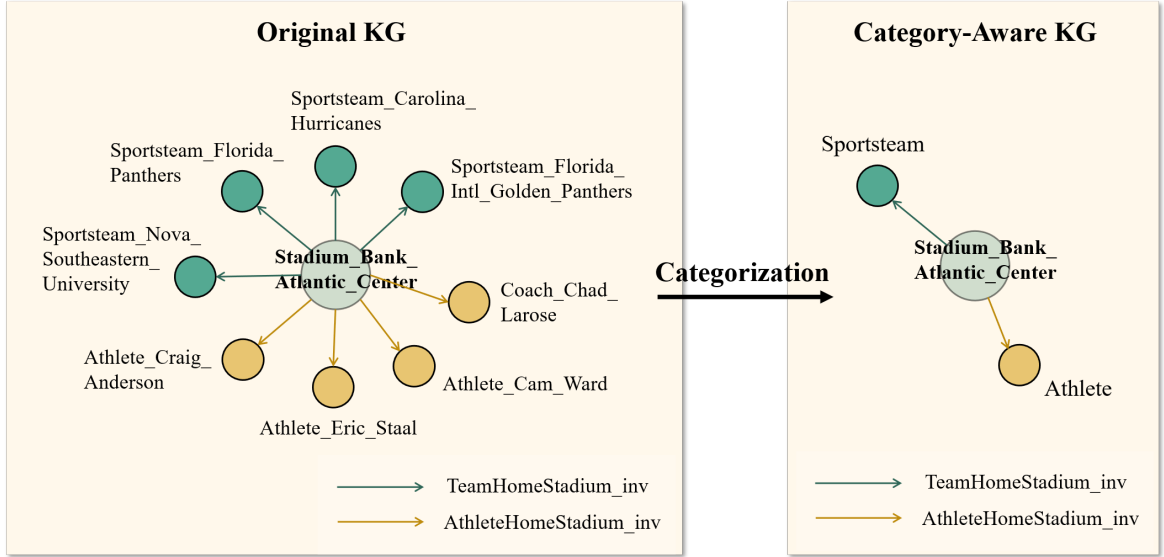 Original KG
Sportsteam_Carolina_
Hurricanes
Sportsteam_Florida_
Panthers
Sportsteam_Florida_
Intl_Golden_Panthers
Sportsteam_Nova_
Southeastern_
University
Stadium_Bank_
Atlantic_Center
Coach_Chad_
Larose
Athlete_Craig_
Anderson
Athlete_Cam_Ward
Athlete_Eric_Staal
TeamHomeStadium_inv
AthleteHomeStadium_inv
Categorization
Category-Aware KG
Sportsteam
Stadium_Bank_
Atlantic_Center
Athlete
TeamHomeStadium_inv
AthleteHomeStadium_inv